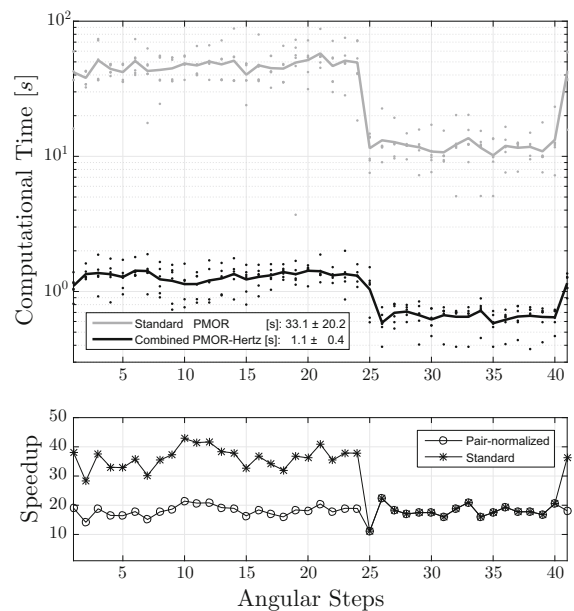 10²
10¹
10⁰
Computational Time [s]
Standard PMOR [s]: 33.1 ± 20.2
Combined PMOR-Hertz [s]: 1.1 ± 0.4
5 10 15 20 25 30 35 40
50
40
30
20
10
Speedup
Pair-normalized
Standard
5 10 15 20 25 30 35 40
Angular Steps